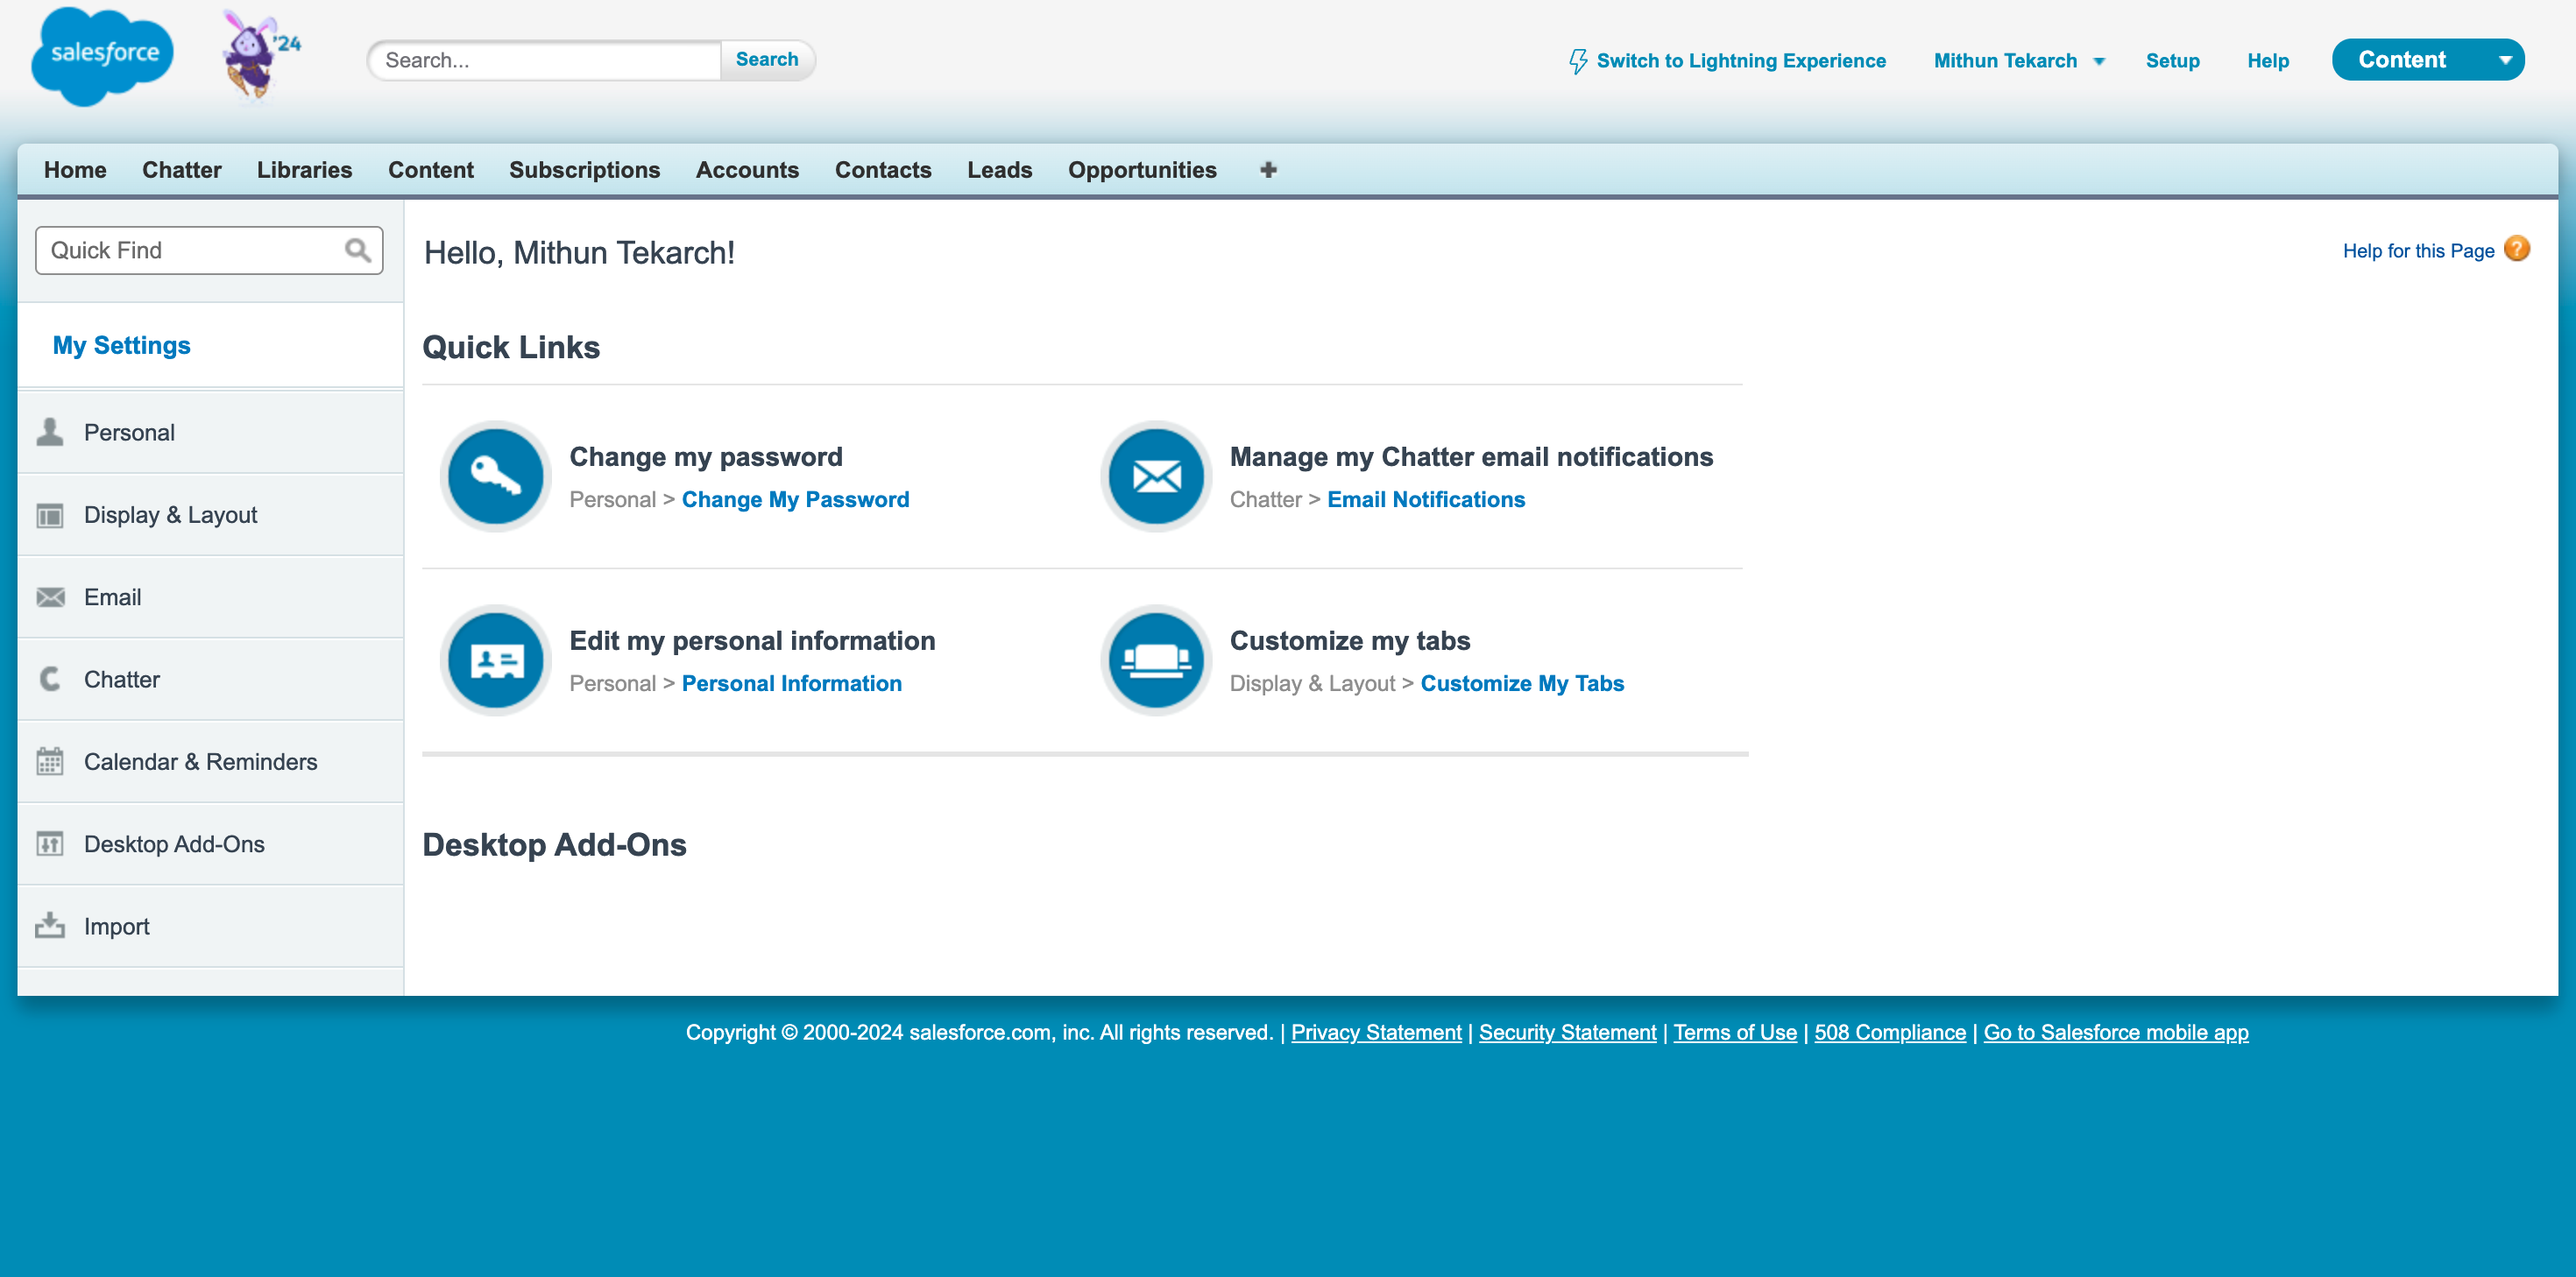 salesforce
'24
Search...
Search
Switch to Lightning Experience
Mithun Tekarch
Setup
Help
Content
Home
Chatter
Libraries
Content
Subscriptions
Accounts
Contacts
Leads
Opportunities
Quick Find
My Settings
Personal
Display & Layout
Email
Chatter
Calendar & Reminders
Desktop Add-Ons
Import
Hello, Mithun Tekarch!
Help for this Page
?
Quick Links
Change my password
Personal > Change My Password
Manage my Chatter email notifications
Chatter > Email Notifications
Edit my personal information
Personal > Personal Information
Customize my tabs
Display & Layout > Customize My Tabs
Desktop Add-Ons
Copyright © 2000-2024 salesforce.com, inc. All rights reserved. | Privacy Statement | Security Statement | Terms of Use | 508 Compliance | Go to Salesforce mobile app